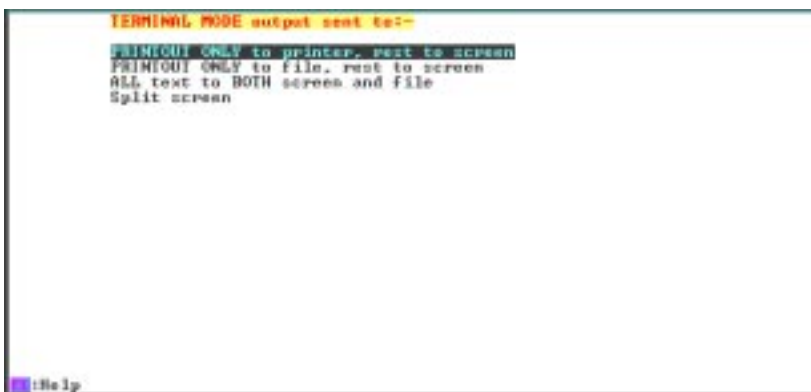 TERMINAL MODE output sent to:-
PRINTOUT ONLY to printer, rest to screen
PRINTOUT ONLY to file, rest to screen
ALL text to BOTH screen and file
Split screen
:Help